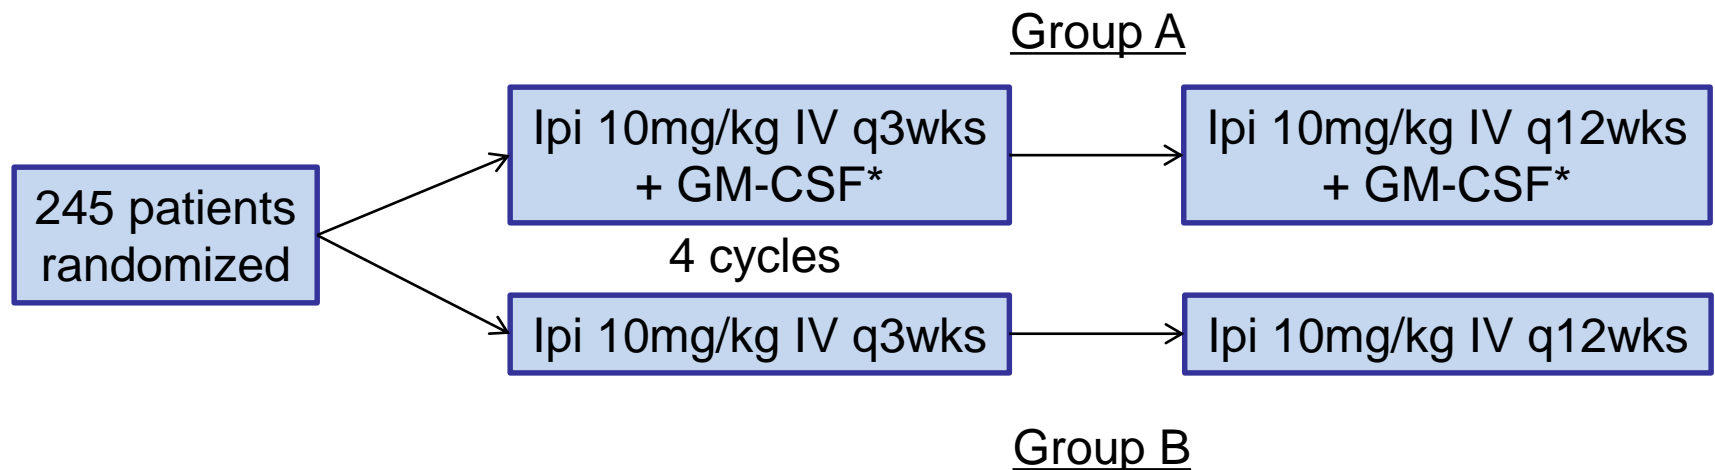 Group A
245 patients
randomized
Ipi 10mg/kg IV q3wks
+ GM-CSF*
Ipi 10mg/kg IV q12wks
+ GM-CSF*
4 cycles
Ipi 10mg/kg IV q3wks
Ipi 10mg/kg IV q12wks
Group B